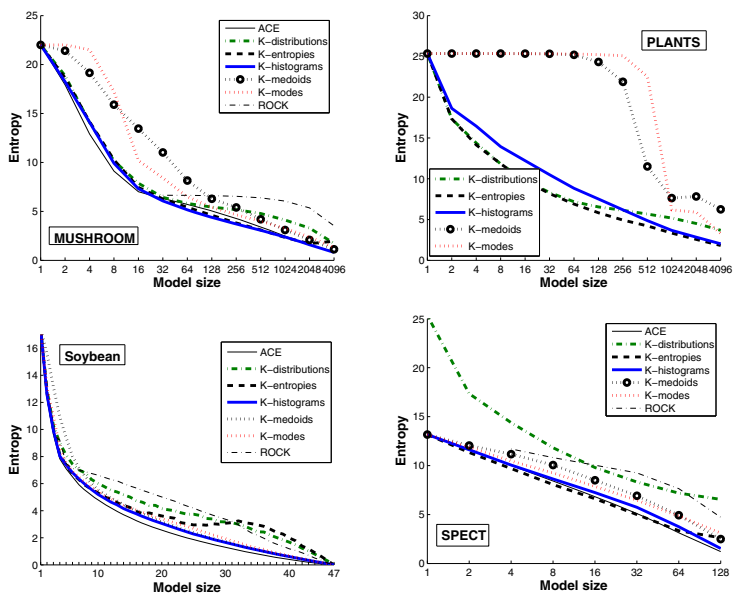 25
20
15
10
5
0
Entropy
ACE
K−distributions
K−entropies
K−histograms
K−medoids
K−modes
ROCK
MUSHROOM
1 2 4 8 16 32 64 128 256 512 1024 2048 4096
Model size
30
25
20
15
10
5
0
Entropy
PLANTS
K−distributions
K−entropies
K−histograms
K−medoids
K−modes
1 2 4 8 16 32 64 128 256 512 1024 2048 4096
Model size
16
14
12
10
8
6
4
2
0
Entropy
Soybean
ACE
K−distributions
K−entropies
K−histograms
K−medoids
K−modes
ROCK
1 10 20 30 40 47
Model size
25
20
15
10
5
0
Entropy
ACE
K−distributions
K−entropies
K−histograms
K−medoids
K−modes
ROCK
SPECT
1 2 4 8 16 32 64 128
Model size